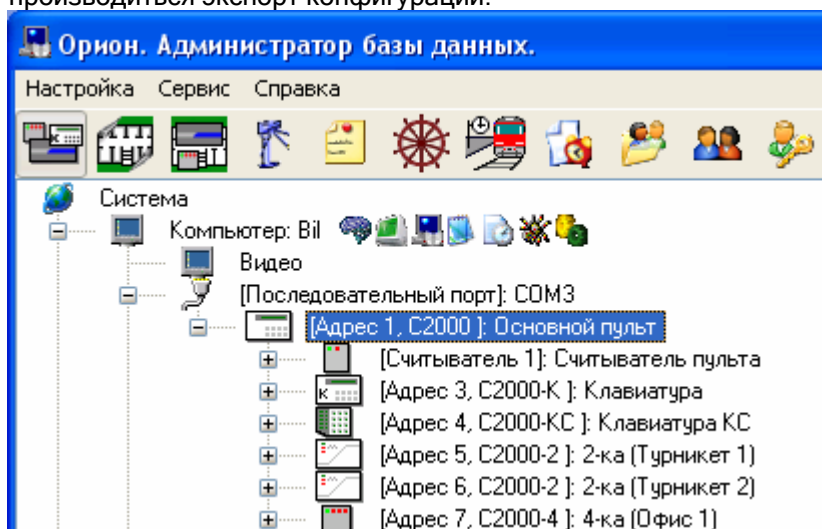 производиться экспорт конфигурации.
Орион. Администратор базы данных.
Настройка Сервис Справка
Система
Компьютер: Bil
Видео
[Последовательный порт]: COM3
[Адрес 1, С2000 ]: Основной пульт
[Считыватель 1]: Считыватель пульта
[Адрес 3, С2000-К ]: Клавиатура
[Адрес 4, С2000-КС ]: Клавиатура КС
[Адрес 5, С2000-2 ]: 2-ка (Турникет 1)
[Адрес 6, С2000-2 ]: 2-ка (Турникет 2)
[Адрес 7, С2000-4 ]: 4-ка (Офис 1)